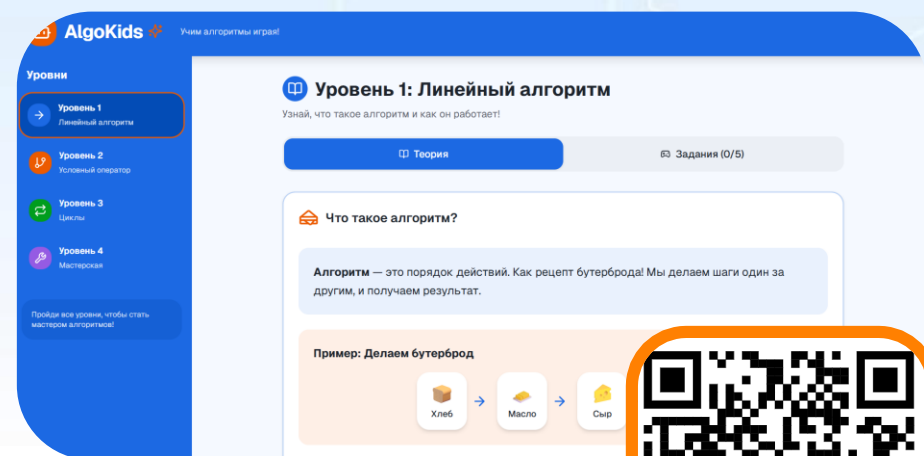 AlgoKids
Учим алгоритмы играя!
Уровни
Уровень 1
Линейный алгоритм
Уровень 2
Условный оператор
Уровень 3
Циклы
Уровень 4
Мастерская
Пройди все уровни, чтобы стать
мастером алгоритмов!
Уровень 1: Линейный алгоритм
Узнай, что такое алгоритм и как он работает!
Теория
Задания (0/5)
Что такое алгоритм?
Алгоритм — это порядок действий. Как рецепт бутерброда! Мы делаем шаги один за
другим, и получаем результат.
Пример: Делаем бутерброд
Хлеб
Масло
Сыр